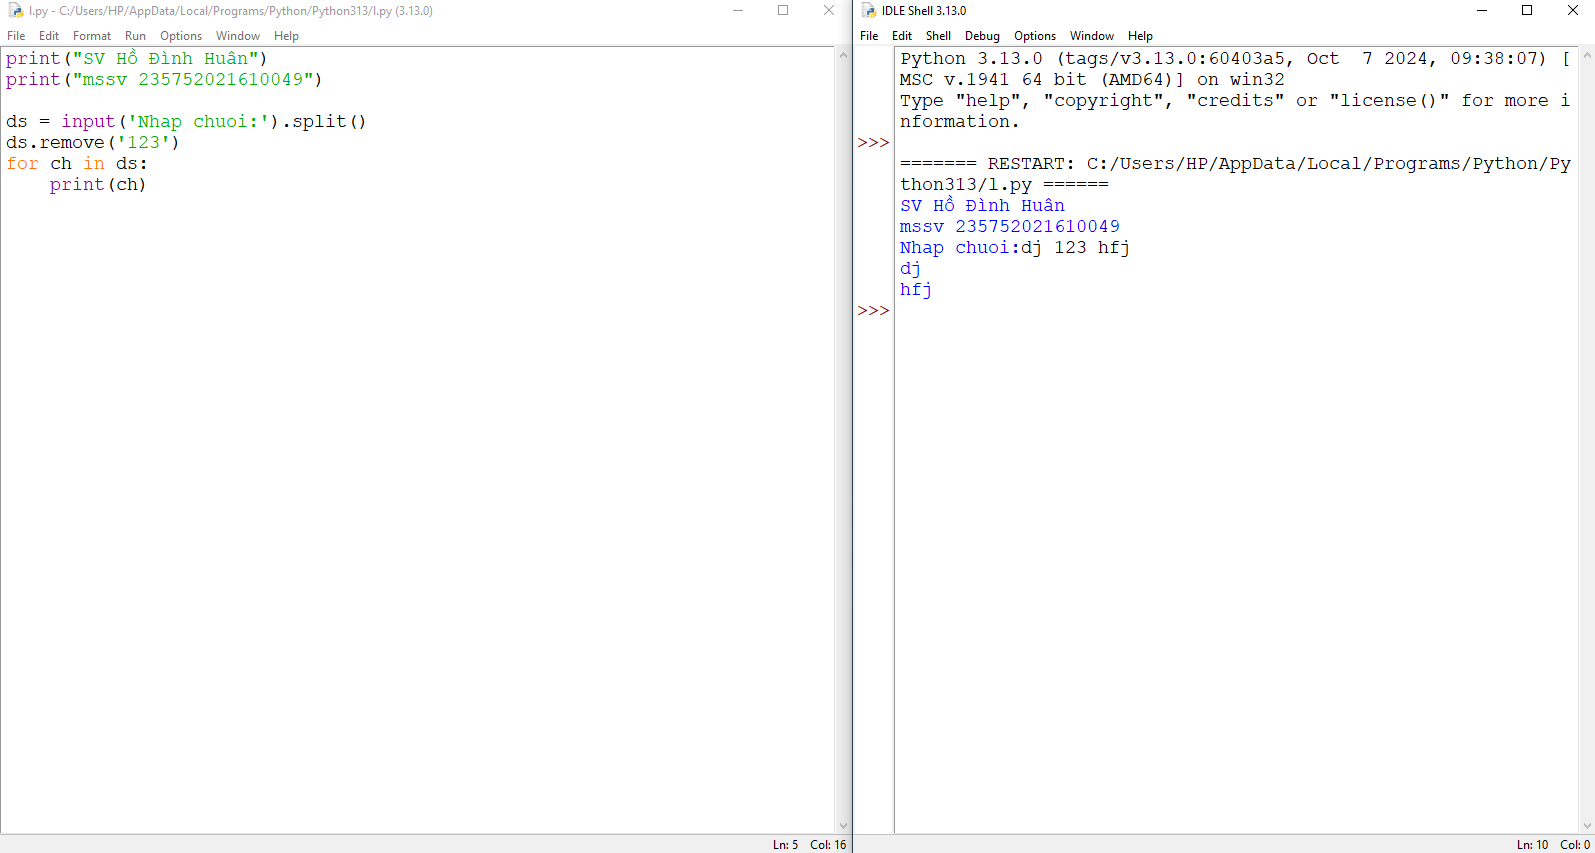 l.py - C:/Users/HP/AppData/Local/Programs/Python/Python313/l.py (3.13.0)
File Edit Format Run Options Window Help
print("SV Hồ Đình Huân")
print("mssv 235752021610049")
ds = input('Nhap chuoi:').split()
ds.remove('123')
for ch in ds:
    print(ch)
Ln: 5 Col: 16
IDLE Shell 3.13.0
File Edit Shell Debug Options Window Help
Python 3.13.0 (tags/v3.13.0:60403a5, Oct  7 2024, 09:38:07) [
MSC v.1941 64 bit (AMD64)] on win32
Type "help", "copyright", "credits" or "license()" for more i
nformation.
>>>
======= RESTART: C:/Users/HP/AppData/Local/Programs/Python/Py
thon313/l.py ======
SV Hồ Đình Huân
mssv 235752021610049
Nhap chuoi:dj 123 hfj
dj
hfj
>>>
Ln: 10 Col: 0